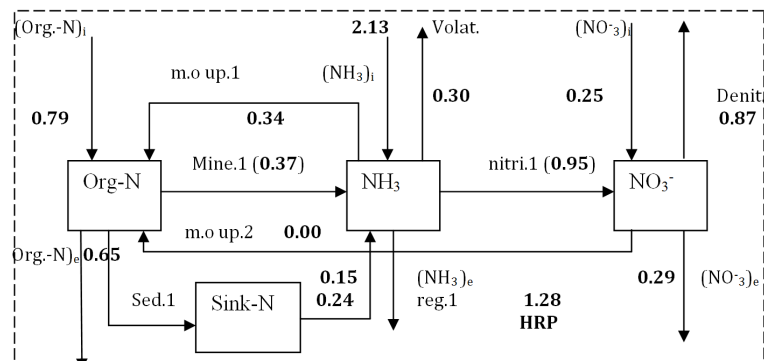 (Org.-N)i 2.13 Volat. (NO-3)i
m.o up.1 (NH3)i
0.79 0.34 0.30 0.25 Denit
0.87
Mine.1 (0.37) nitri.1 (0.95)
Org-N NH3 NO3-
m.o up.2 0.00
Org.-N)e 0.65
0.15 (NH3)e 0.29 (NO-3)e
Sed.1 Sink-N 0.24 reg.1 1.28
HRP